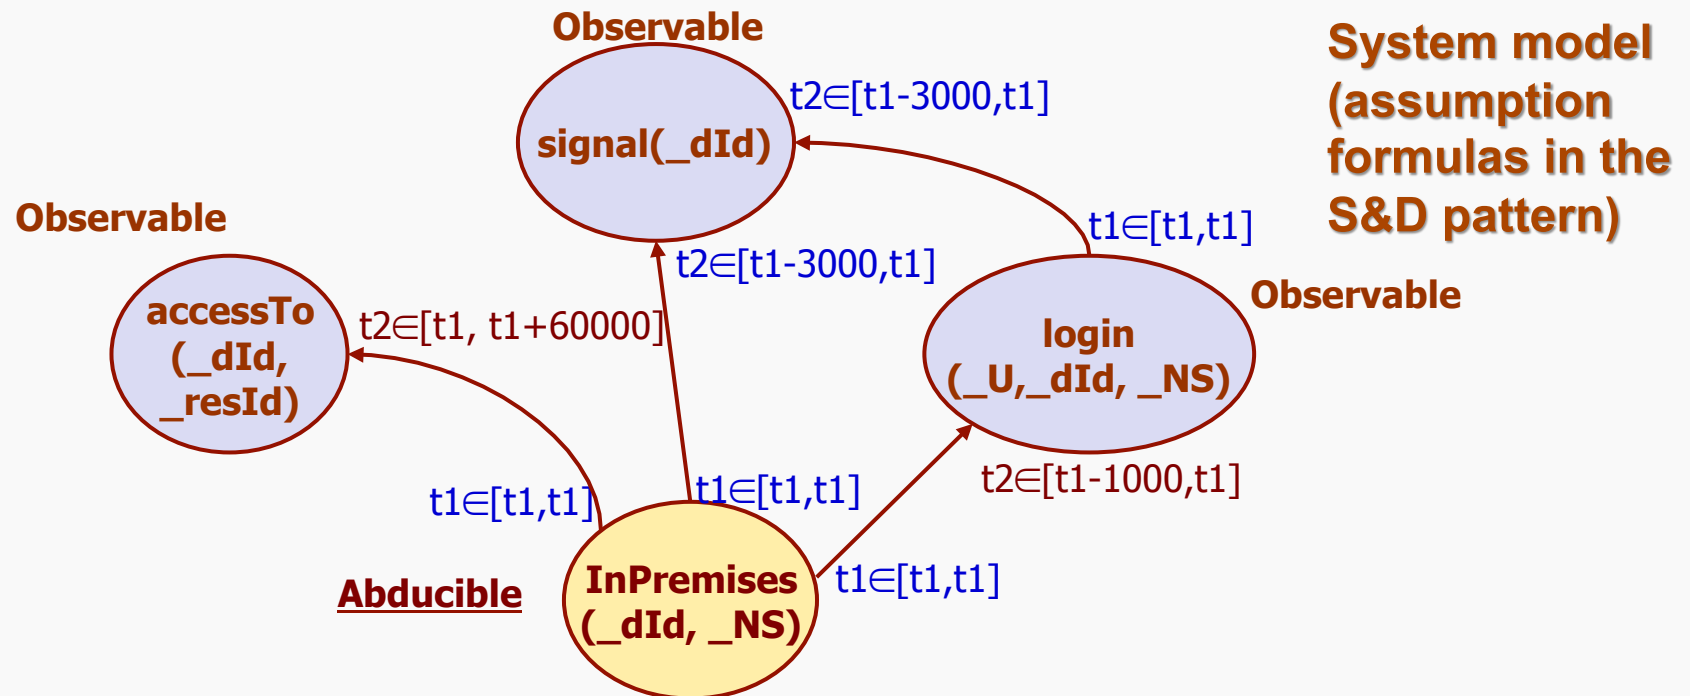 Observable
System model
(assumption
formulas in the
S&D pattern)
t2∈[t1-3000,t1]
signal(_dId)
Observable
t1∈[t1,t1]
t2∈[t1-3000,t1]
Observable
accessTo
(_dId,
_resId)
t2∈[t1, t1+60000]
login
(_U,_dId, _NS)
t2∈[t1-1000,t1]
t1∈[t1,t1]
t1∈[t1,t1]
InPremises
(_dId, _NS)
t1∈[t1,t1]
Abducible